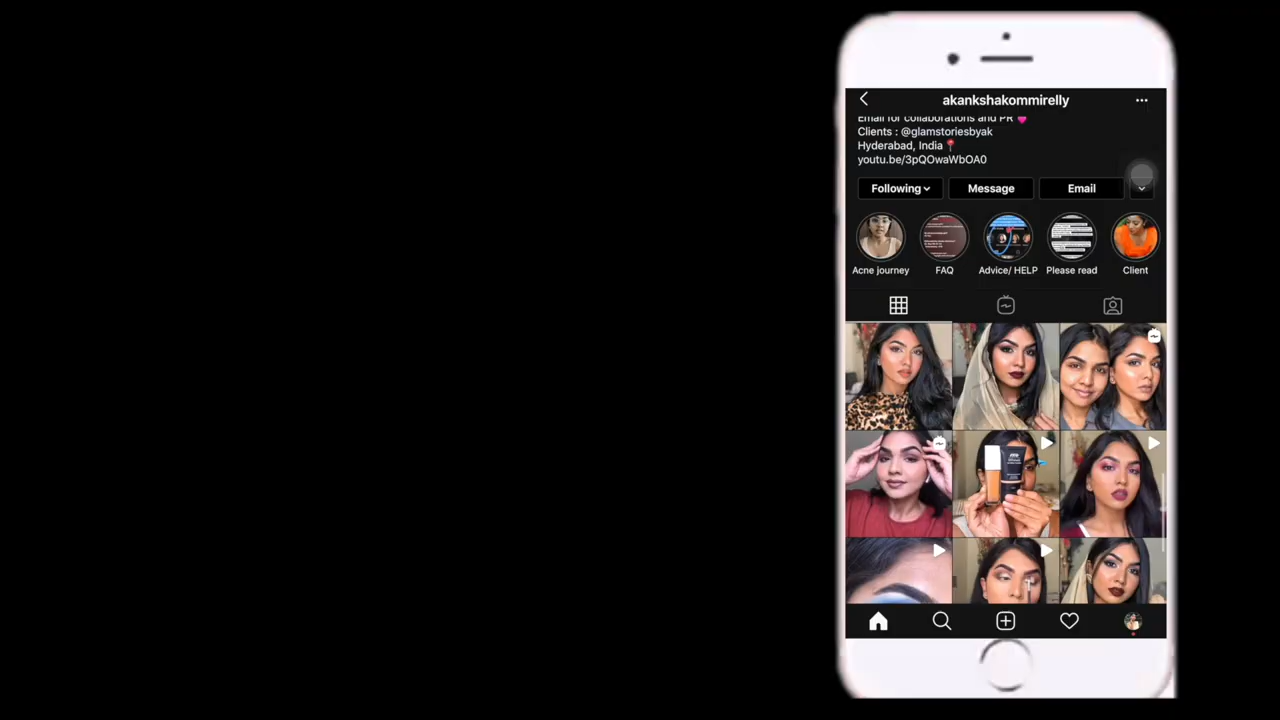 akankshakommirelly
Email for collaborations and PR 💗
Clients : @glamstoriesbyak
Hyderabad, India📍
youtu.be/3pQOwaWbOA0
Following
Message
Email
Acne journey
FAQ
Advice/ HELP
Please read
Client